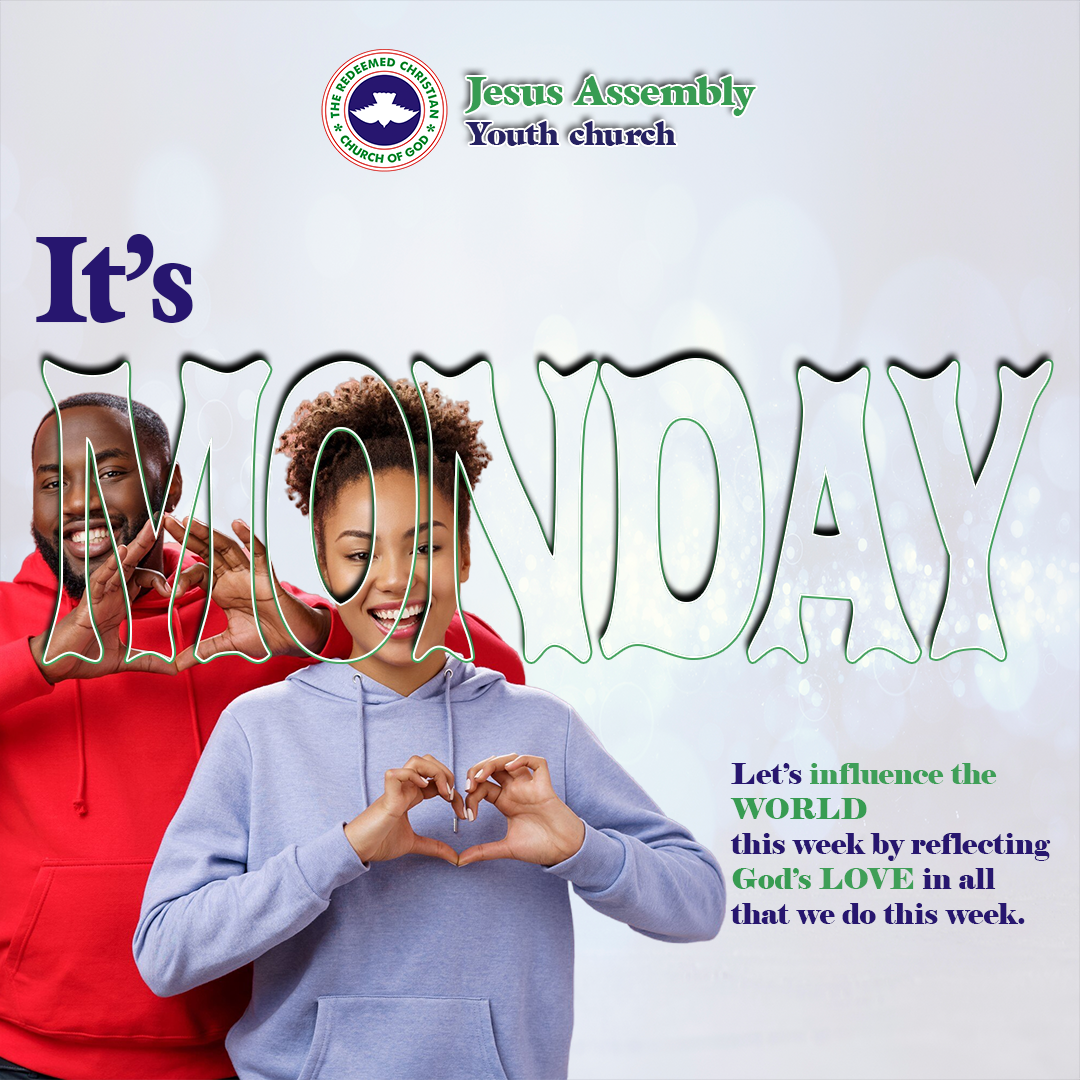 THE REDEEMED CHRISTIAN
CHURCH OF GOD
Jesus Assembly
Youth church
It’s
MONDAY
Let’s influence the
WORLD
this week by reflecting
God’s LOVE in all
that we do this week.